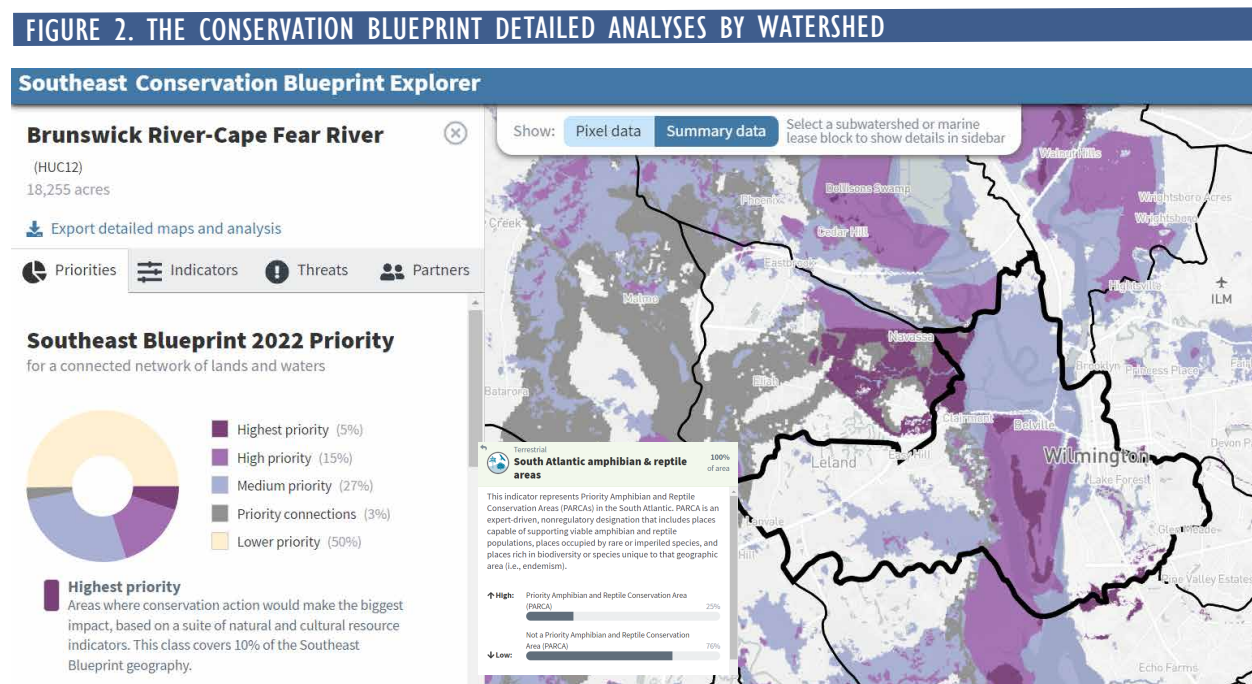 FIGURE 2. THE CONSERVATION BLUEPRINT DETAILED ANALYSES BY WATERSHED
Southeast Conservation Blueprint Explorer
Brunswick River-Cape Fear River
(HUC12)
18,255 acres
Export detailed maps and analysis
Priorities
Indicators
Threats
Partners
Southeast Blueprint 2022 Priority
for a connected network of lands and waters
Highest priority (5%)
High priority (15%)
Medium priority (27%)
Priority connections (3%)
Lower priority (50%)
Highest priority
Areas where conservation action would make the biggest
impact, based on a suite of natural and cultural resource
indicators. This class covers 10% of the Southeast
Blueprint geography.
Show:
Pixel data
Summary data
Select a subwatershed or marine
lease block to show details in sidebar
Walnut Hills
Dollisons Swamp
Phoenix
Wrightsboro Acres
Wrightsboro
Creek
Cedar Hill
Eastbrook
Hightsville
ILM
Malmo
Navassa
Brooklyn
Princess Place
Batarora
Clairmont
Belville
Wilmington
Devon
Leland
Lake Forest
Glen Meade
Hill
Pine Valley Estates
Echo Farms
Terrestrial
South Atlantic amphibian & reptile
areas
100%
of area
This indicator represents Priority Amphibian and Reptile
Conservation Areas (PARCAs) in the South Atlantic. PARCA is an
expert-driven, nonregulatory designation that includes places
capable of supporting viable amphibian and reptile
populations, places occupied by rare or imperiled species, and
places rich in biodiversity or species unique to that geographic
area (i.e., endemism).
High:
Priority Amphibian and Reptile Conservation Area
(PARCA)
25%
Not a Priority Amphibian and Reptile Conservation
Area (PARCA)
76%
Low: